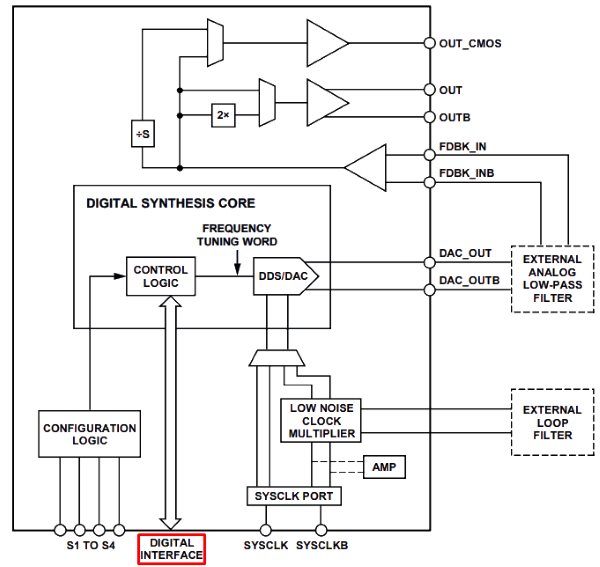 OUT_CMOS
OUT
2×
OUTB
÷S
FDBK_IN
FDBK_INB
DIGITAL SYNTHESIS CORE
FREQUENCY
TUNING WORD
DAC_OUT
CONTROL
LOGIC
DDS/DAC
DAC_OUTB
EXTERNAL
ANALOG
LOW-PASS
FILTER
LOW NOISE
CLOCK
MULTIPLIER
EXTERNAL
LOOP
FILTER
CONFIGURATION
LOGIC
AMP
SYSCLK PORT
S1 TO S4
DIGITAL
INTERFACE
SYSCLK
SYSCLKB